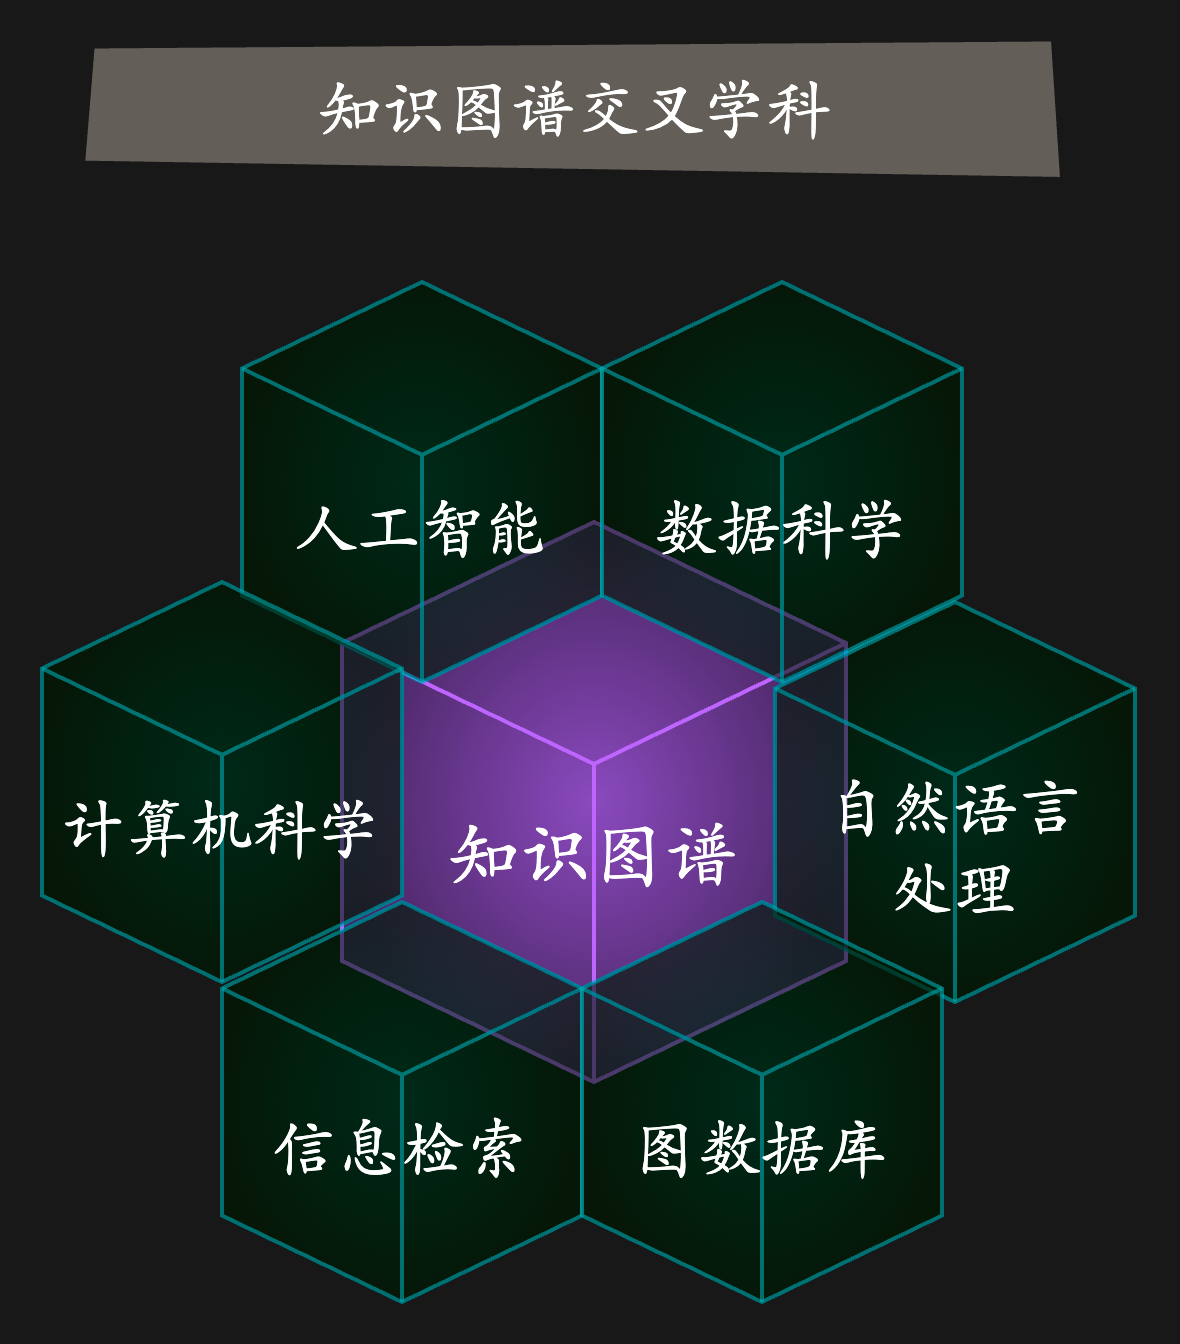 知识图谱交叉学科
人工智能
数据科学
计算机科学
知识图谱
自然语言
处理
信息检索
图数据库